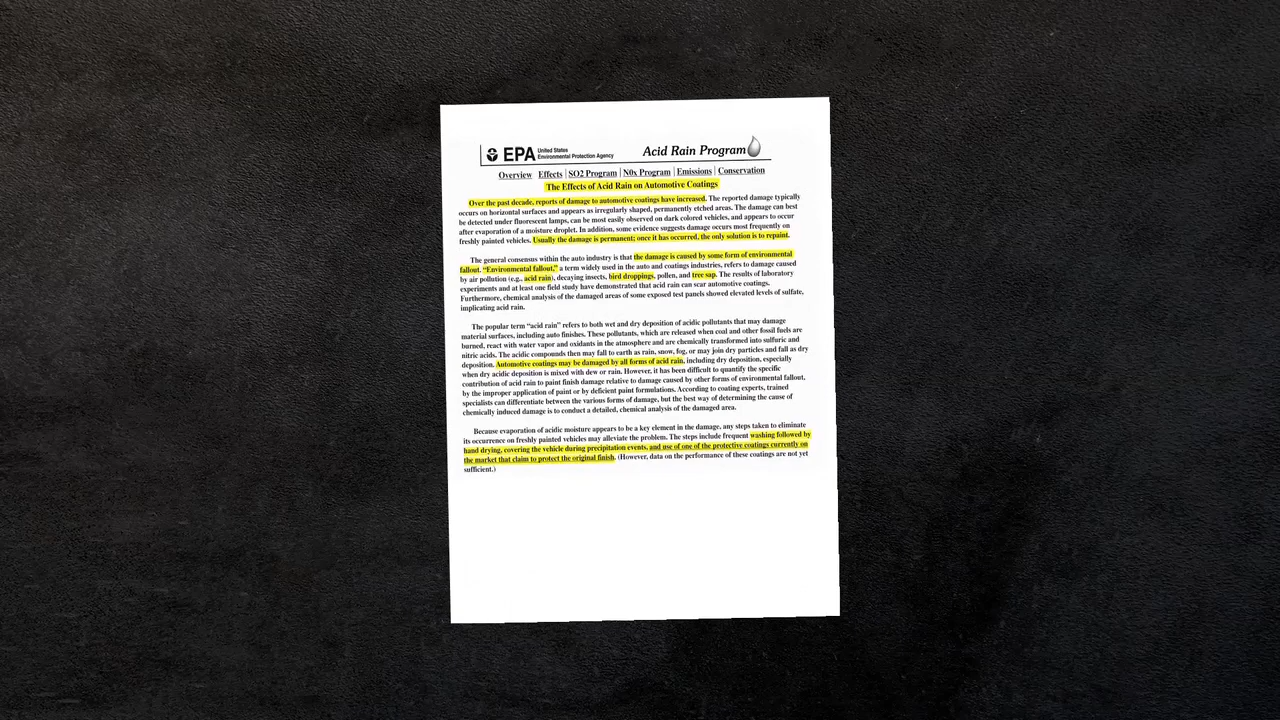 EPA United States
Environmental Protection Agency
Acid Rain Program
Overview | Effects | SO2 Program | N0x Program | Emissions | Conservation
The Effects of Acid Rain on Automotive Coatings
Over the past decade, reports of damage to automotive coatings have increased. The reported damage typically
occurs on horizontal surfaces and appears as irregularly shaped, permanently etched areas. The damage can best
be detected under fluorescent lamps, can be most easily observed on dark colored vehicles, and appears to occur
after evaporation of a moisture droplet. In addition, some evidence suggests damage occurs most frequently on
freshly painted vehicles. Usually the damage is permanent; once it has occurred, the only solution is to repaint.
The general consensus within the auto industry is that the damage is caused by some form of environmental
fallout. “Environmental fallout,” a term widely used in the auto and coatings industries, refers to damage caused
by air pollution (e.g., acid rain), decaying insects, bird droppings, pollen, and tree sap. The results of laboratory
experiments and at least one field study have demonstrated that acid rain can scar automotive coatings.
Furthermore, chemical analysis of the damaged areas of some exposed test panels showed elevated levels of sulfate,
implicating acid rain.
The popular term “acid rain” refers to both wet and dry deposition of acidic pollutants that may damage
material surfaces, including auto finishes. These pollutants, which are released when coal and other fossil fuels are
burned, react with water vapor and oxidants in the atmosphere and are chemically transformed into sulfuric and
nitric acids. The acidic compounds then may fall to earth as rain, snow, fog, or may join dry particles and fall as dry
deposition. Automotive coatings may be damaged by all forms of acid rain, including dry deposition, especially
when dry acidic deposition is mixed with dew or rain. However, it has been difficult to quantify the specific
contribution of acid rain to paint finish damage relative to damage caused by other forms of environmental fallout,
by the improper application of paint or by deficient paint formulations. According to coating experts, trained
specialists can differentiate between the various forms of damage, but the best way of determining the cause of
chemically induced damage is to conduct a detailed, chemical analysis of the damaged area.
Because evaporation of acidic moisture appears to be a key element in the damage, any steps taken to eliminate
its occurrence on freshly painted vehicles may alleviate the problem. The steps include frequent washing followed by
hand drying, covering the vehicle during precipitation events, and use of one of the protective coatings currently on
the market that claim to protect the original finish. (However, data on the performance of these coatings are not yet
sufficient.)